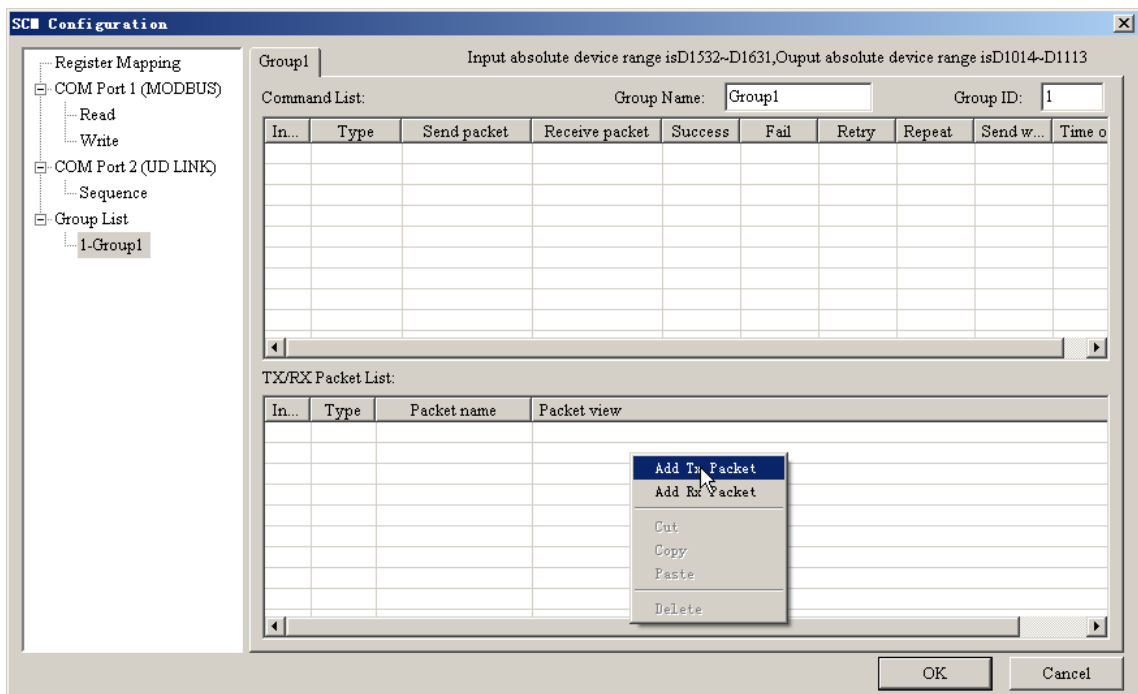 SCM Configuration
Register Mapping
COM Port 1 (MODBUS)
Read
Write
COM Port 2 (UD LINK)
Sequence
Group List
1-Group1
Group1
Input absolute device range isD1532~D1631,Ouput absolute device range isD1014~D1113
Command List: Group Name: Group1 Group ID: 1
In... Type Send packet Receive packet Success Fail Retry Repeat Send w... Time o
TX/RX Packet List:
In... Type Packet name Packet view
Add Tx Packet
Add Rx Packet
Cut
Copy
Paste
Delete
OK Cancel